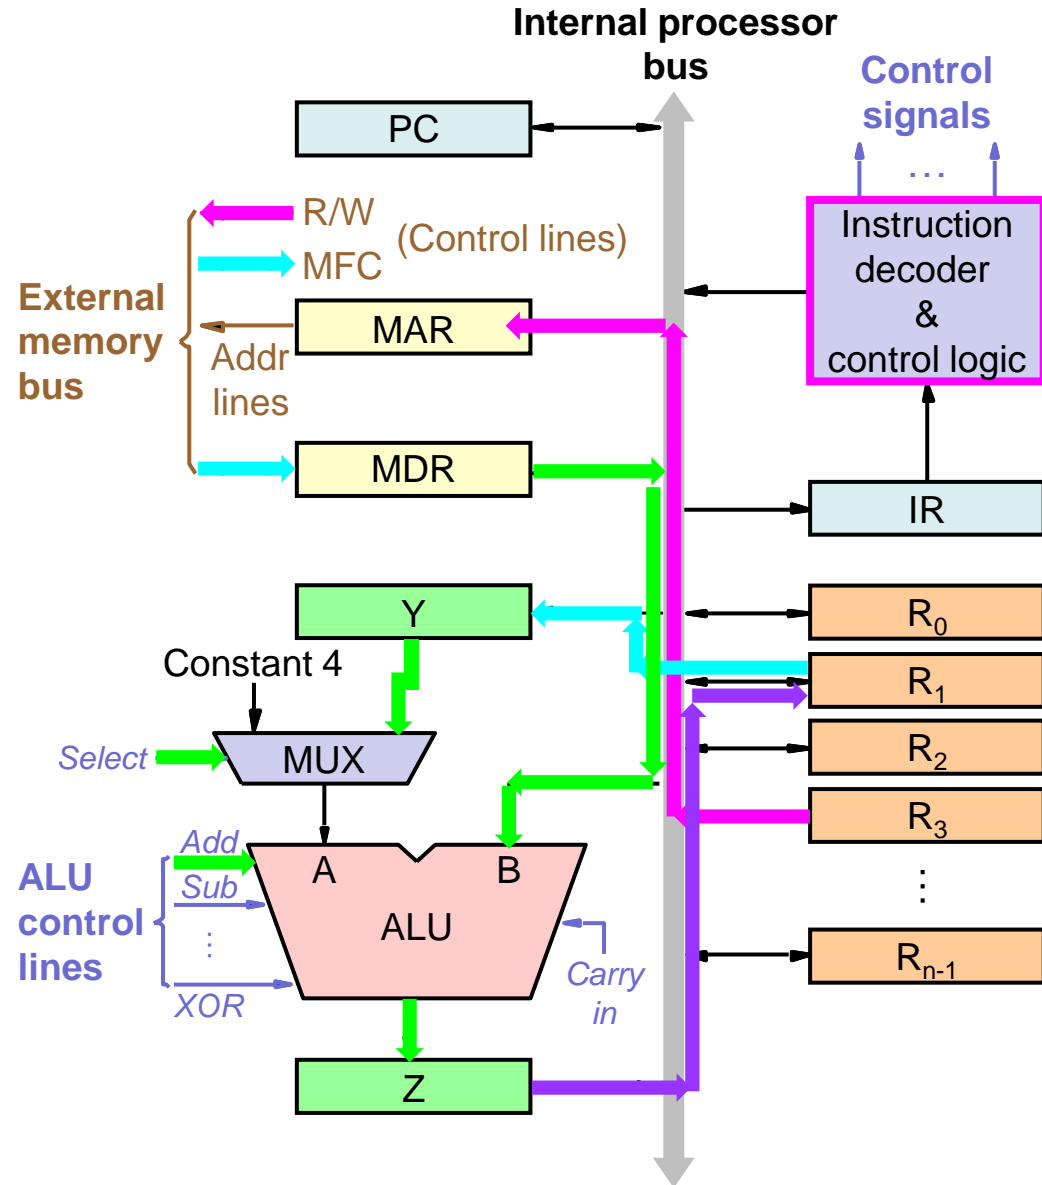 Internal processor
bus
Control
signals
...
PC
R/W
(Control lines)
MFC
External
memory
bus
MAR
Addr
lines
MDR
Instruction
decoder
&
control logic
IR
Y
R0
Constant 4
R1
Select
MUX
R2
R3
⋮
Add
Sub
⋮
XOR
ALU
control
lines
A
B
ALU
Carry
in
Rn-1
Z